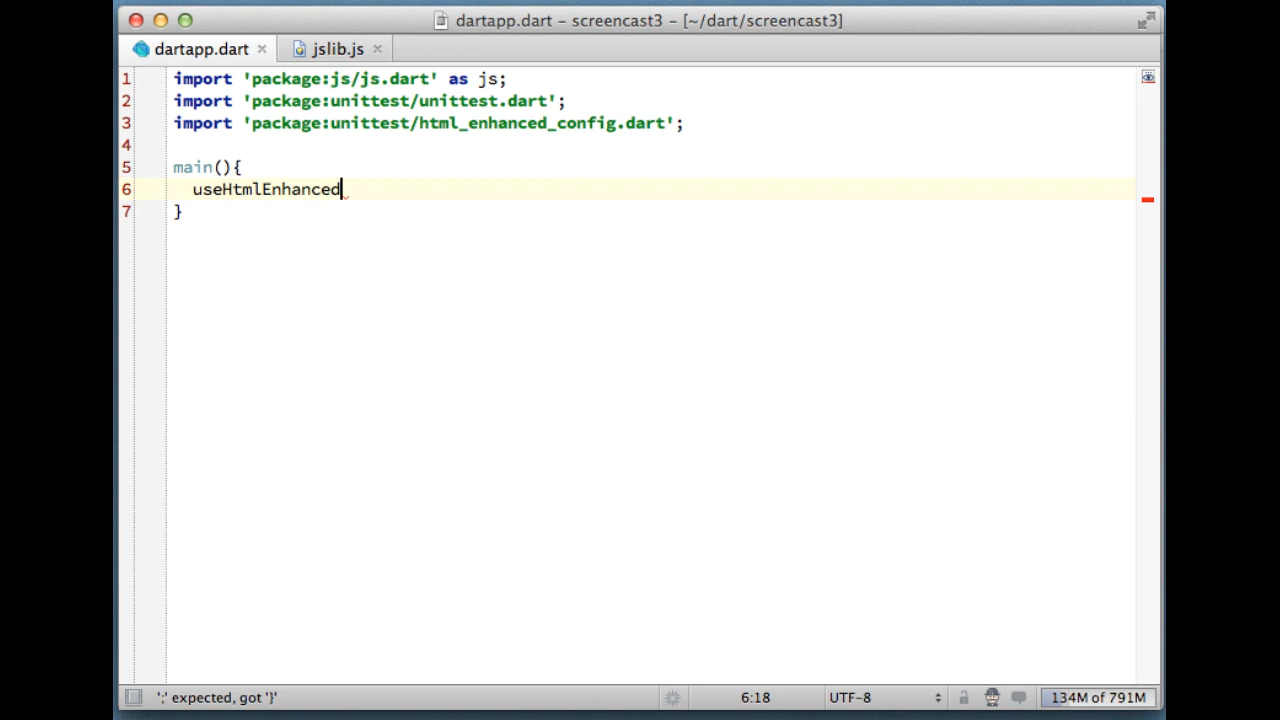 dartapp.dart – screencast3 – [~/dart/screencast3]
dartapp.dart jslib.js
1 import 'package:js/js.dart' as js;
2 import 'package:unittest/unittest.dart';
3 import 'package:unittest/html_enhanced_config.dart';
4
5 main(){
6 useHtmlEnhanced
7 }
';' expected, got '}' 6:18 UTF-8 134M of 791M